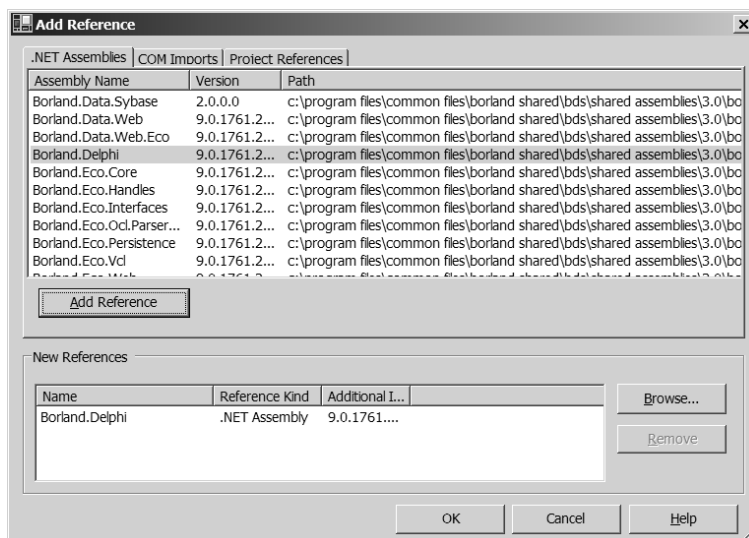 Add Reference
.NET Assemblies COM Imports Project References
Assembly Name Version Path
Borland.Data.Sybase 2.0.0.0 c:\program files\common files\borland shared\bds\shared assemblies\3.0\bo
Borland.Data.Web 9.0.1761.2... c:\program files\common files\borland shared\bds\shared assemblies\3.0\bo
Borland.Data.Web.Eco 9.0.1761.2... c:\program files\common files\borland shared\bds\shared assemblies\3.0\bo
Borland.Delphi 9.0.1761.2... c:\program files\common files\borland shared\bds\shared assemblies\3.0\bo
Borland.Eco.Core 9.0.1761.2... c:\program files\common files\borland shared\bds\shared assemblies\3.0\bo
Borland.Eco.Handles 9.0.1761.2... c:\program files\common files\borland shared\bds\shared assemblies\3.0\bo
Borland.Eco.Interfaces 9.0.1761.2... c:\program files\common files\borland shared\bds\shared assemblies\3.0\bo
Borland.Eco.Ocl.Parser... 9.0.1761.2... c:\program files\common files\borland shared\bds\shared assemblies\3.0\bo
Borland.Eco.Persistence 9.0.1761.2... c:\program files\common files\borland shared\bds\shared assemblies\3.0\bo
Borland.Eco.Vcl 9.0.1761.2... c:\program files\common files\borland shared\bds\shared assemblies\3.0\bo
Add Reference
New References
Name Reference Kind Additional I...
Borland.Delphi .NET Assembly 9.0.1761....
Browse...
Remove
OK Cancel Help